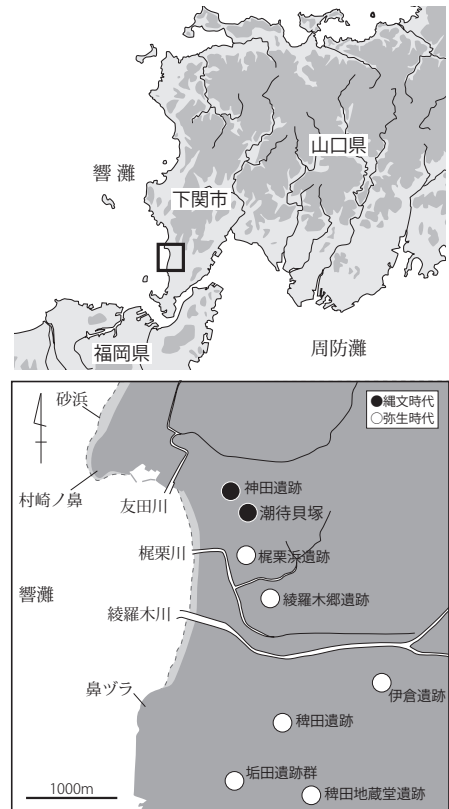 響灘
山口県
下関市
福岡県
周防灘
砂浜
●縄文時代
○弥生時代
村崎ノ鼻
友田川
神田遺跡
潮待貝塚
梶栗川
梶栗浜遺跡
響灘
綾羅木川
綾羅木郷遺跡
鼻ヅラ
伊倉遺跡
稗田遺跡
垢田遺跡群
1000m
稗田地蔵堂遺跡